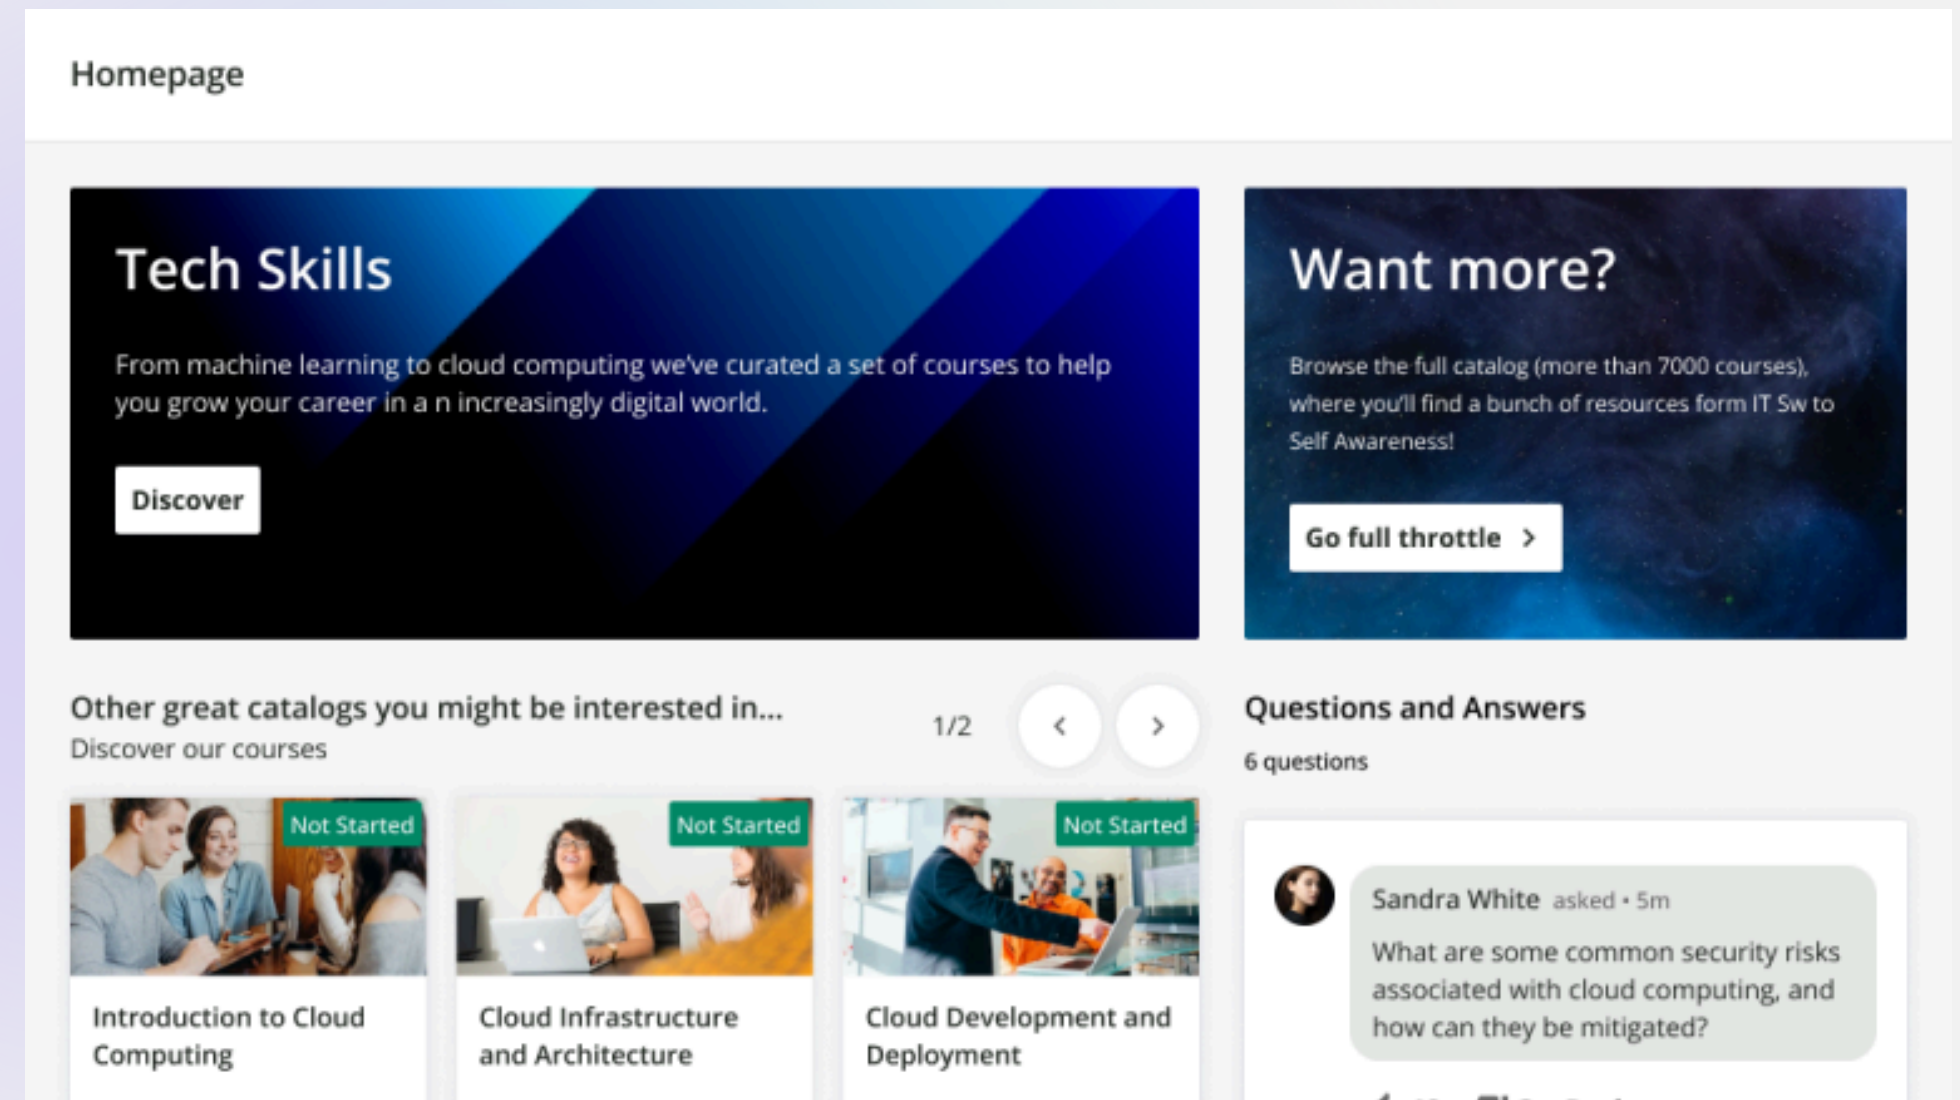 Homepage
Tech Skills
From machine learning to cloud computing we've curated a set of courses to help
you grow your career in a n increasingly digital world.
Discover
Want more?
Browse the full catalog (more than 7000 courses),
where you'll find a bunch of resources form IT Sw to
Self Awareness!
Go full throttle
Other great catalogs you might be interested in...
Discover our courses
1/2
Not Started
Introduction to Cloud
Computing
Not Started
Cloud Infrastructure
and Architecture
Not Started
Cloud Development and
Deployment
Questions and Answers
6 questions
Sandra White asked • 5m
What are some common security risks
associated with cloud computing, and
how can they be mitigated?